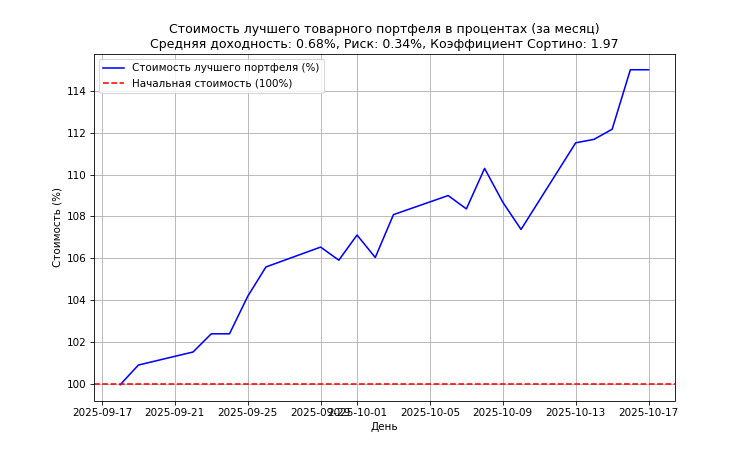 Стоимость лучшего товарного портфеля в процентах (за месяц)
Средняя доходность: 0.68%, Риск: 0.34%, Коэффициент Сортино: 1.97
Стоимость лучшего портфеля (%)
Начальная стоимость (100%)
Стоимость (%)
114
112
110
108
106
104
102
100
2025-09-17 2025-09-21 2025-09-25 2025-09-29 2025-10-01 2025-10-05 2025-10-09 2025-10-13 2025-10-17
День